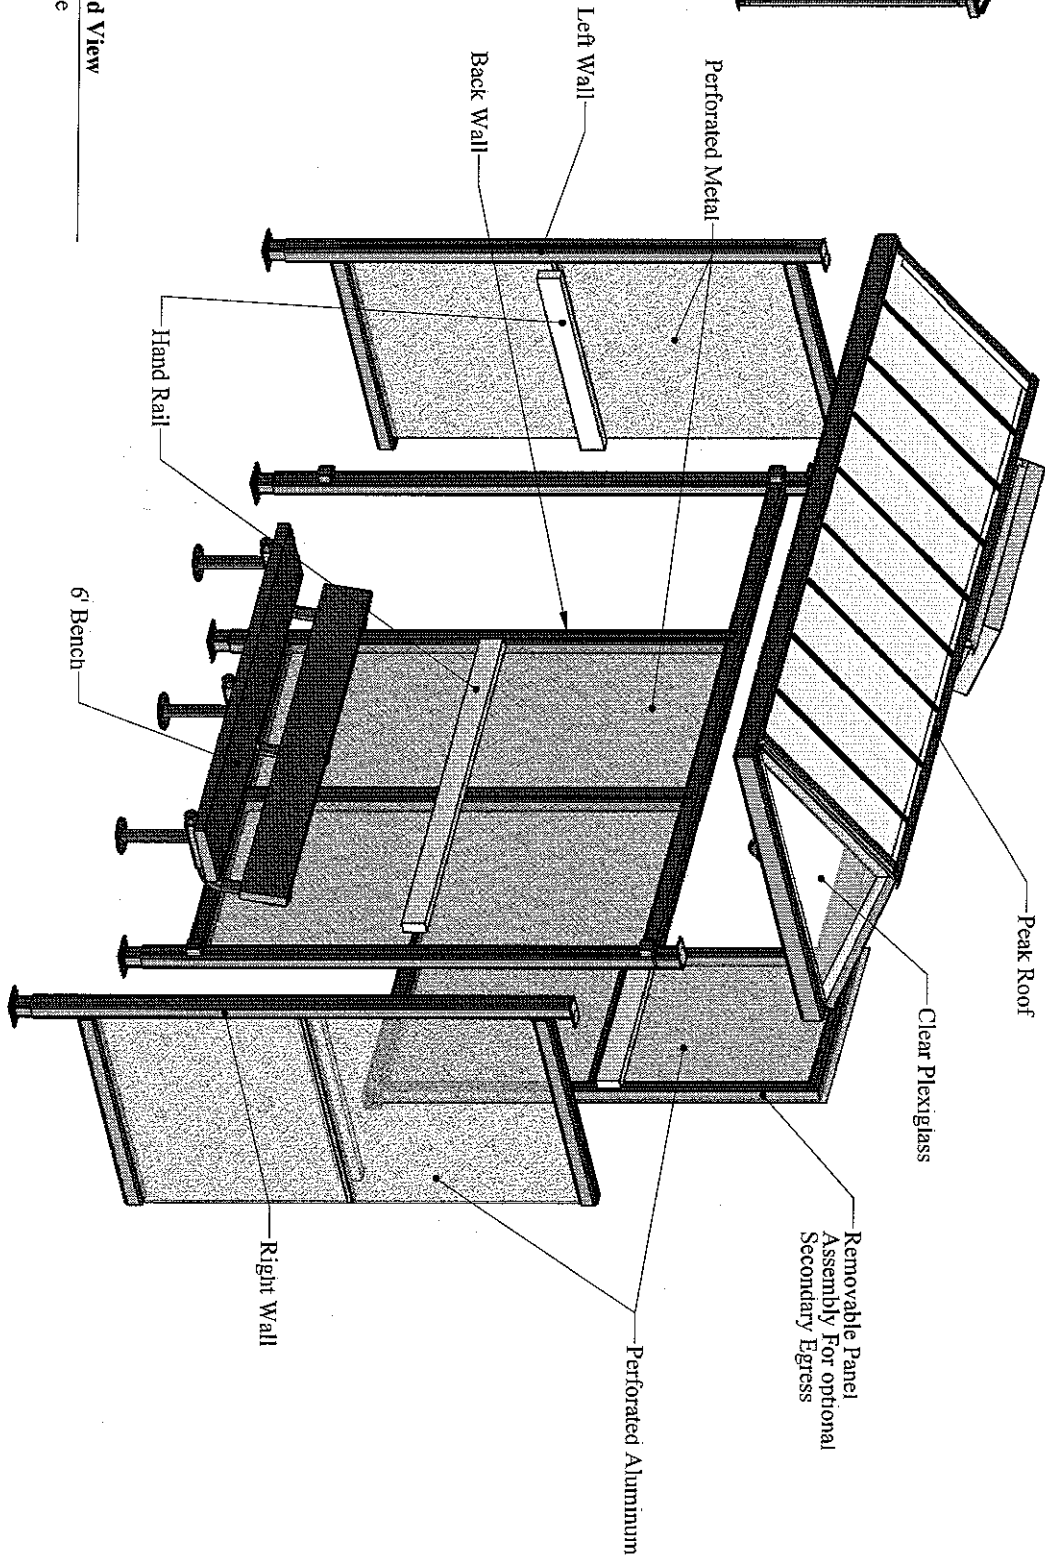 Peak Roof
Clear Plexiglass
Removable Panel
Assembly For optional
Secondary Egress
Perforated Metal
Left Wall
Back Wall
Hand Rail
6' Bench
Right Wall
Perforated Aluminum
d View
e